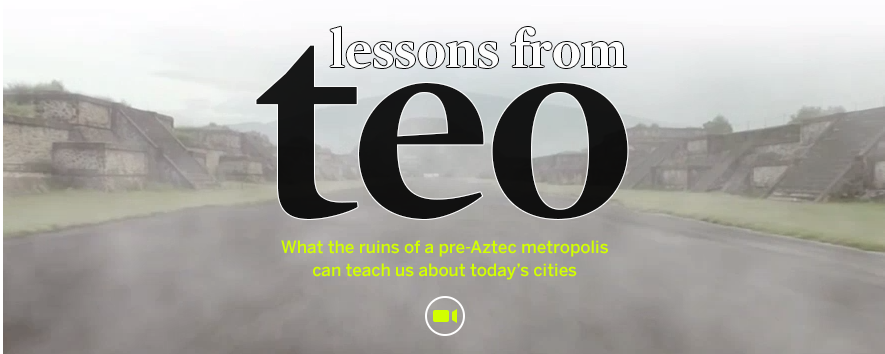 lessons from
teo
What the ruins of a pre-Aztec metropolis
can teach us about today's cities